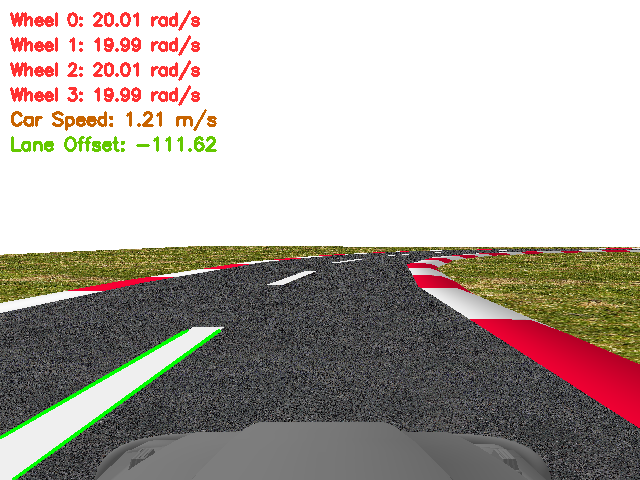 Wheel 0: 20.01 rad/s
Wheel 1: 19.99 rad/s
Wheel 2: 20.01 rad/s
Wheel 3: 19.99 rad/s
Car Speed: 1.21 m/s
Lane Offset: -111.62